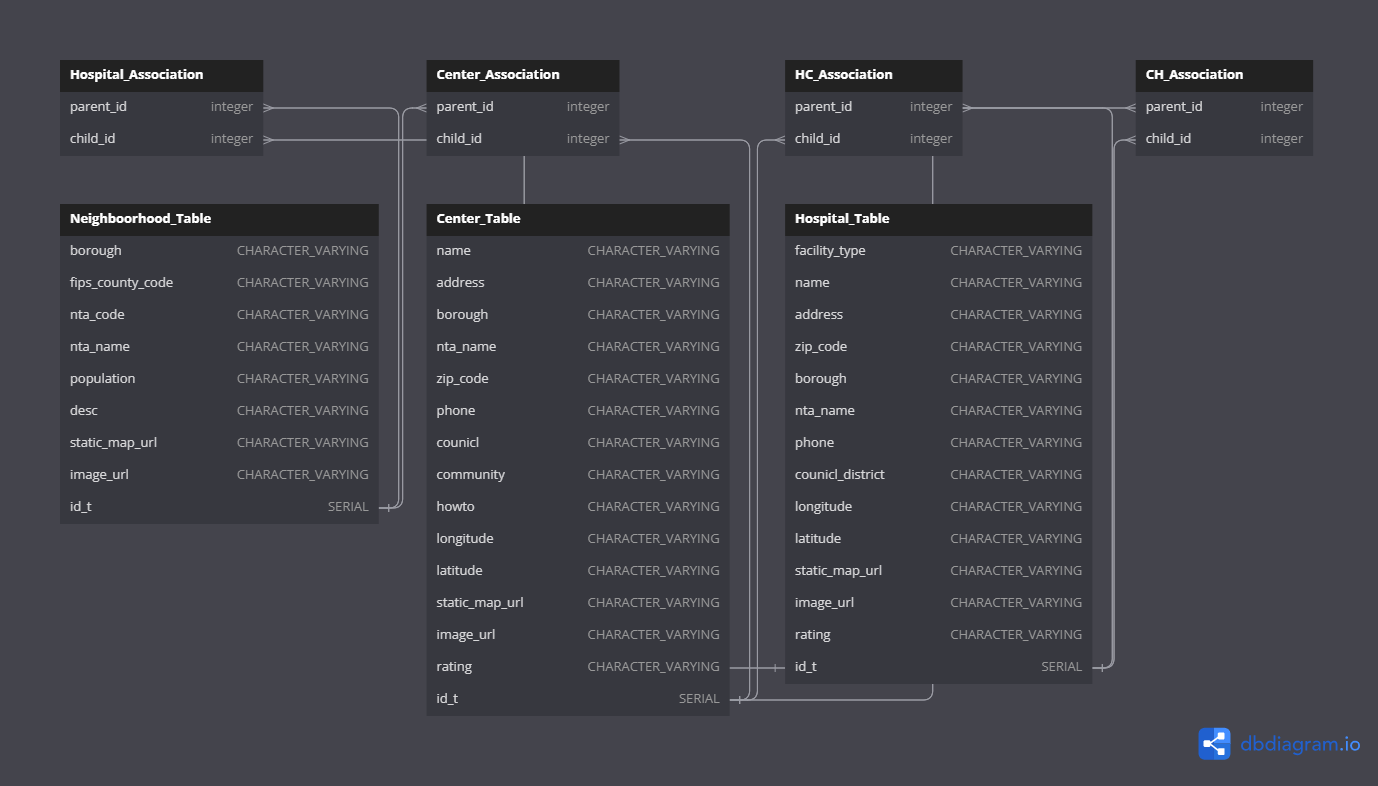 Hospital_Association
parent_id integer
child_id integer
Center_Association
parent_id integer
child_id integer
HC_Association
parent_id integer
child_id integer
CH_Association
parent_id integer
child_id integer
Neighboorhood_Table
borough CHARACTER_VARYING
fips_county_code CHARACTER_VARYING
nta_code CHARACTER_VARYING
nta_name CHARACTER_VARYING
population CHARACTER_VARYING
desc CHARACTER_VARYING
static_map_url CHARACTER_VARYING
image_url CHARACTER_VARYING
id_t SERIAL
Center_Table
name CHARACTER_VARYING
address CHARACTER_VARYING
borough CHARACTER_VARYING
nta_name CHARACTER_VARYING
zip_code CHARACTER_VARYING
phone CHARACTER_VARYING
counicl CHARACTER_VARYING
community CHARACTER_VARYING
howto CHARACTER_VARYING
longitude CHARACTER_VARYING
latitude CHARACTER_VARYING
static_map_url CHARACTER_VARYING
image_url CHARACTER_VARYING
rating CHARACTER_VARYING
id_t SERIAL
Hospital_Table
facility_type CHARACTER_VARYING
name CHARACTER_VARYING
address CHARACTER_VARYING
zip_code CHARACTER_VARYING
borough CHARACTER_VARYING
nta_name CHARACTER_VARYING
phone CHARACTER_VARYING
counicl_district CHARACTER_VARYING
longitude CHARACTER_VARYING
latitude CHARACTER_VARYING
static_map_url CHARACTER_VARYING
image_url CHARACTER_VARYING
rating CHARACTER_VARYING
id_t SERIAL
dbdiagram.io